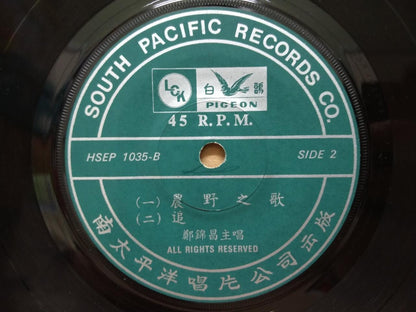 SOUTH PACIFIC RECORDS CO.
LCK
白鴿牌
PIGEON
45 R.P.M.
HSEP 1035-B
SIDE 2
(一) 農野之歌
(二) 追
鄭錦昌主唱
ALL RIGHTS RESERVED
南太平洋唱片公司出版